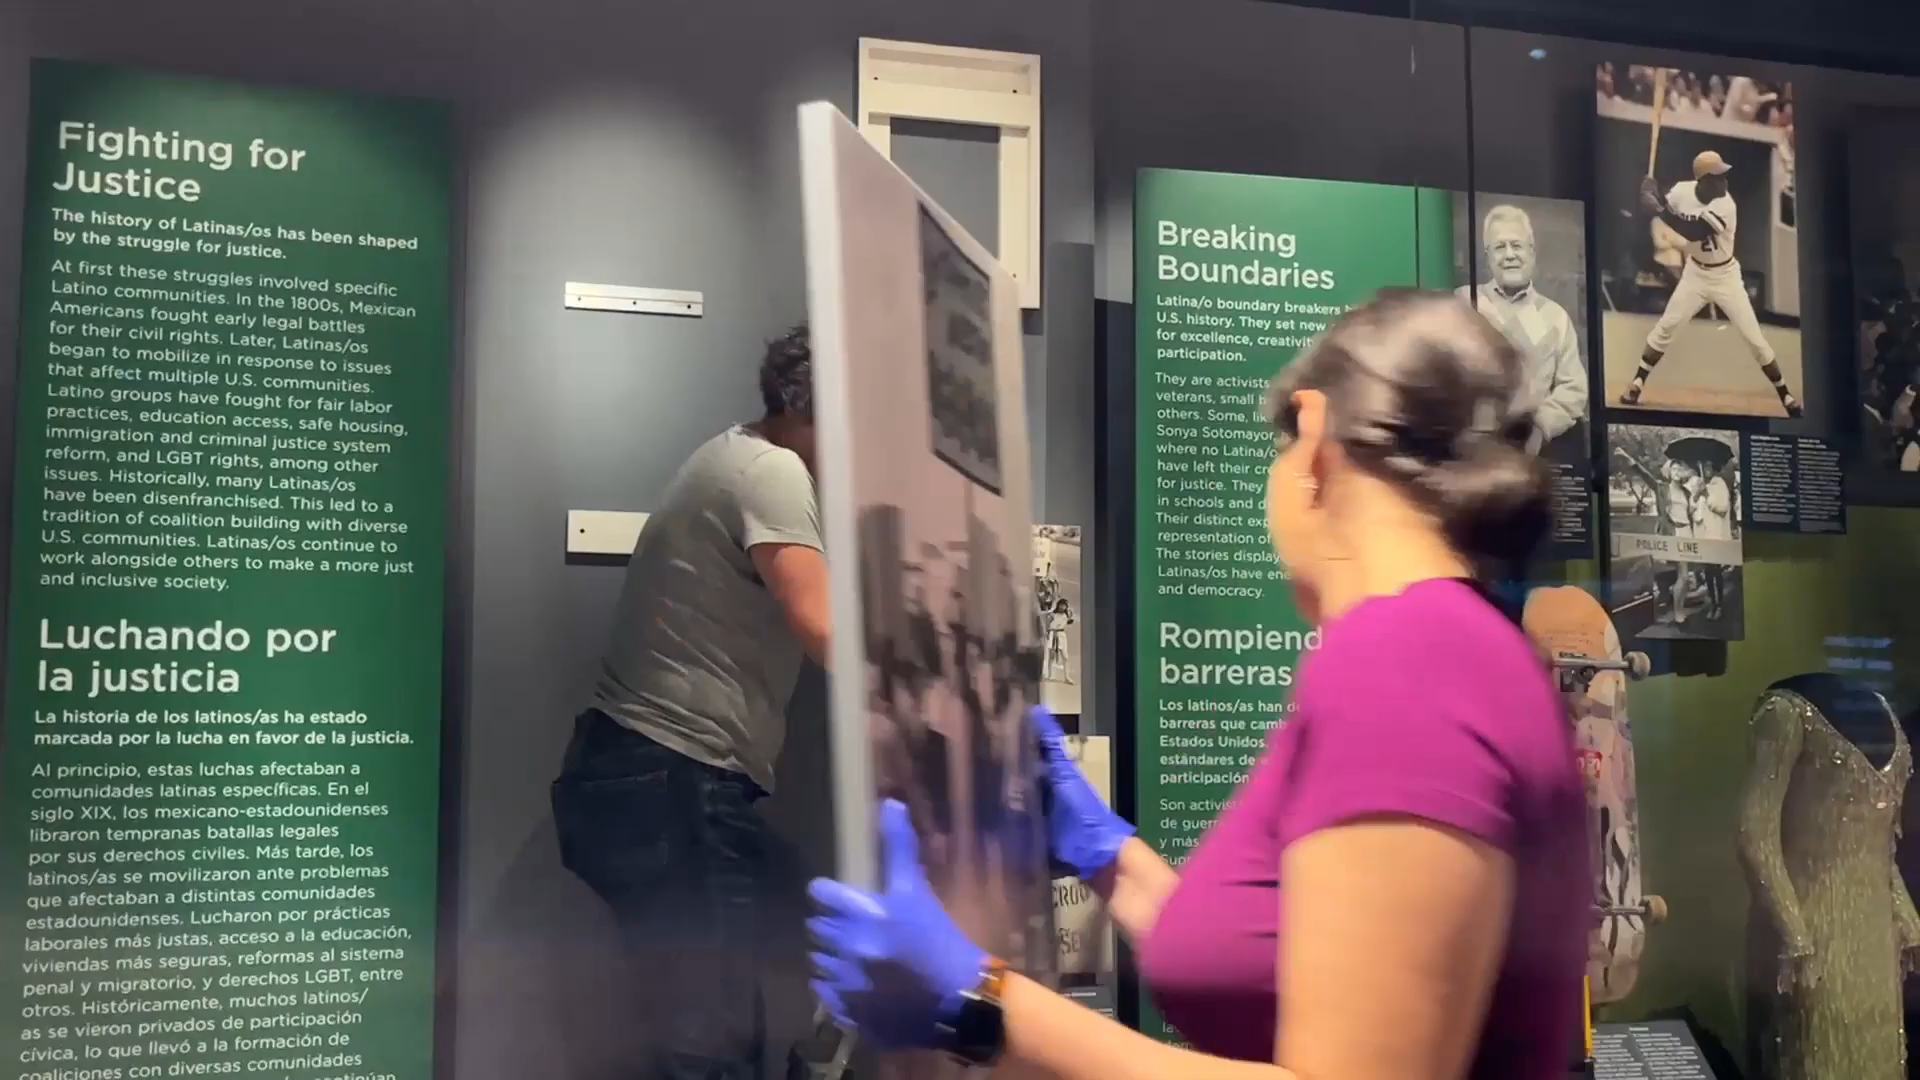 Fighting for
Justice
The history of Latinas/os has been shaped
by the struggle for justice.
At first these struggles involved specific
Latino communities. In the 1800s, Mexican
Americans fought early legal battles
for their civil rights. Later, Latinas/os
began to mobilize in response to issues
that affect multiple U.S. communities.
Latino groups have fought for fair labor
practices, education access, safe housing,
immigration and criminal justice system
reform, and LGBT rights, among other
issues. Historically, many Latinas/os
have been disenfranchised. This led to a
tradition of coalition building with diverse
U.S. communities. Latinas/os continue to
work alongside others to make a more just
and inclusive society.
Luchando por
la justicia
La historia de los latinos/as ha estado
marcada por la lucha en favor de la justicia.
Al principio, estas luchas afectaban a
comunidades latinas específicas. En el
siglo XIX, los mexicano-estadounidenses
libraron tempranas batallas legales
por sus derechos civiles. Más tarde, los
latinos/as se movilizaron ante problemas
que afectaban a distintas comunidades
estadounidenses. Lucharon por prácticas
laborales más justas, acceso a la educación,
viviendas más seguras, reformas al sistema
penal y migratorio, y derechos LGBT, entre
otros. Históricamente, muchos latinos/
as se vieron privados de participación
cívica, lo que llevó a la formación de
coaliciones con diversas comunidades
Breaking
Boundaries
Latina/o boundary breakers
U.S. history. They set new
for excellence,
participation.
They are activists
veterans, small
others. Some,
Sonya Sotomayor,
where no Latina/o
have left their
for justice. They
in schools and
Their distinct
representation of
The stories
Latinas/os have
and democracy.
Rompiend
barreras
Los latinos/as han
barreras que
Estados Unidos.
estándares de
participación
Son
de
y más
21
POLICE LINE